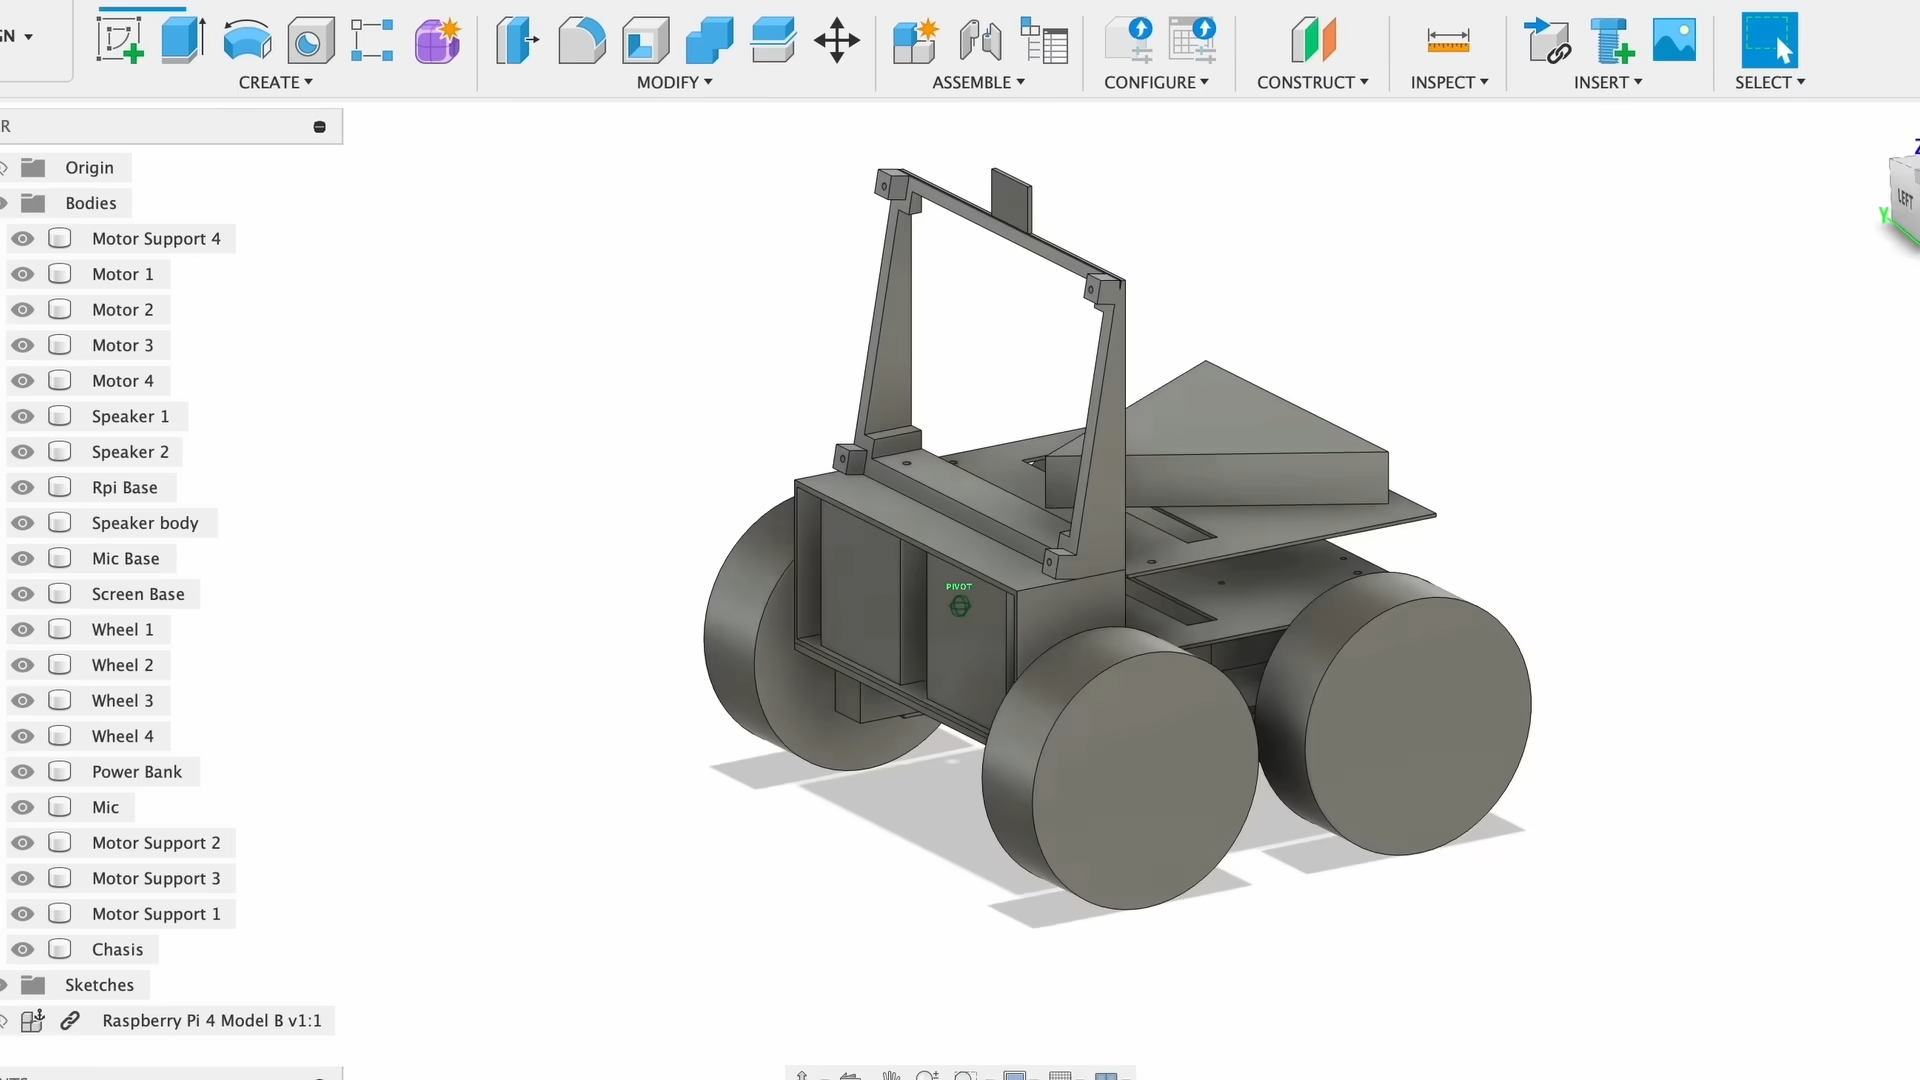 GN
CREATE
MODIFY
ASSEMBLE
CONFIGURE
CONSTRUCT
INSPECT
INSERT
SELECT
R
Origin
Bodies
Motor Support 4
Motor 1
Motor 2
Motor 3
Motor 4
Speaker 1
Speaker 2
Rpi Base
Speaker body
Mic Base
Screen Base
Wheel 1
Wheel 2
Wheel 3
Wheel 4
Power Bank
Mic
Motor Support 2
Motor Support 3
Motor Support 1
Chasis
Sketches
Raspberry Pi 4 Model B v1:1
PIVOT
Z
LEFT
Y